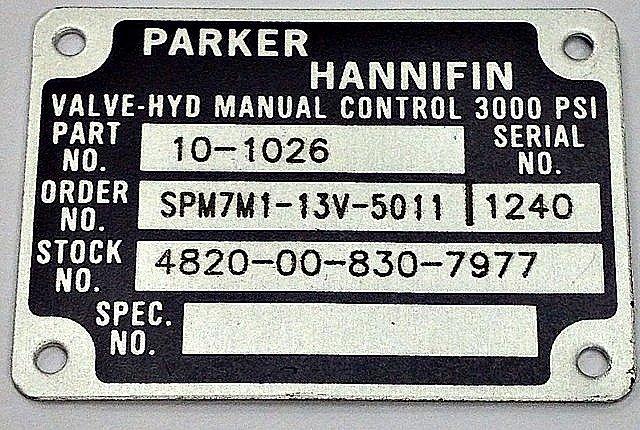 PARKER
HANNIFIN
VALVE-HYD MANUAL CONTROL 3000 PSI
PART NO. 10-1026 SERIAL NO.
ORDER NO. SPM7M1-13V-5011 | 1240
STOCK NO. 4820-00-830-7977
SPEC. NO.